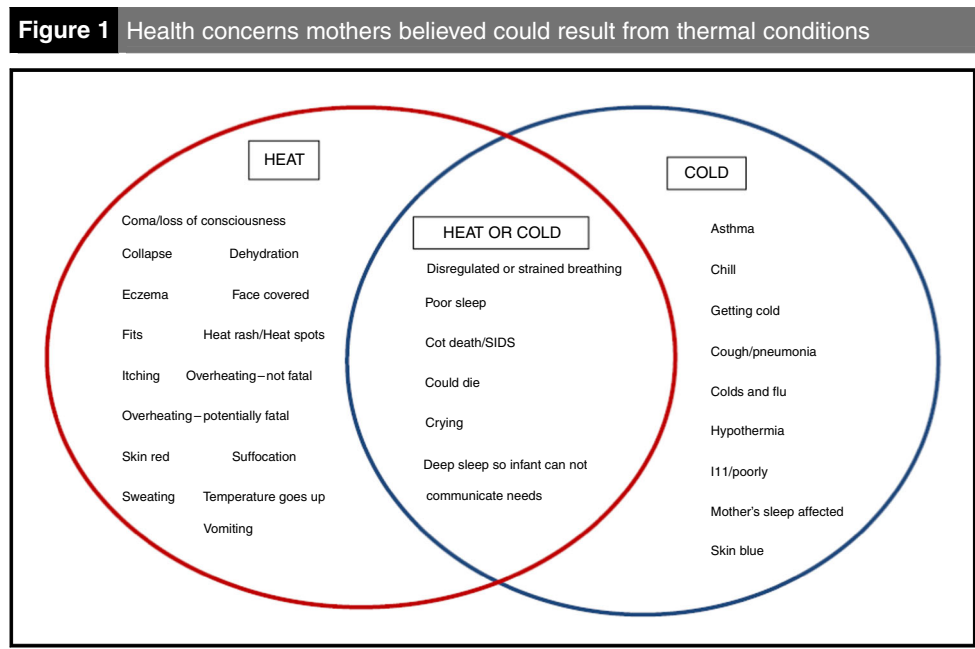 Figure 1 Health concerns mothers believed could result from thermal conditions
HEAT
Coma/loss of consciousness
Collapse Dehydration
Eczema Face covered
Fits Heat rash/Heat spots
Itching Overheating–not fatal
Overheating–potentially fatal
Skin red Suffocation
Sweating Temperature goes up
Vomiting
HEAT OR COLD
Disregulated or strained breathing
Poor sleep
Cot death/SIDS
Could die
Crying
Deep sleep so infant can not
communicate needs
COLD
Asthma
Chill
Getting cold
Cough/pneumonia
Colds and flu
Hypothermia
I11/poorly
Mother's sleep affected
Skin blue